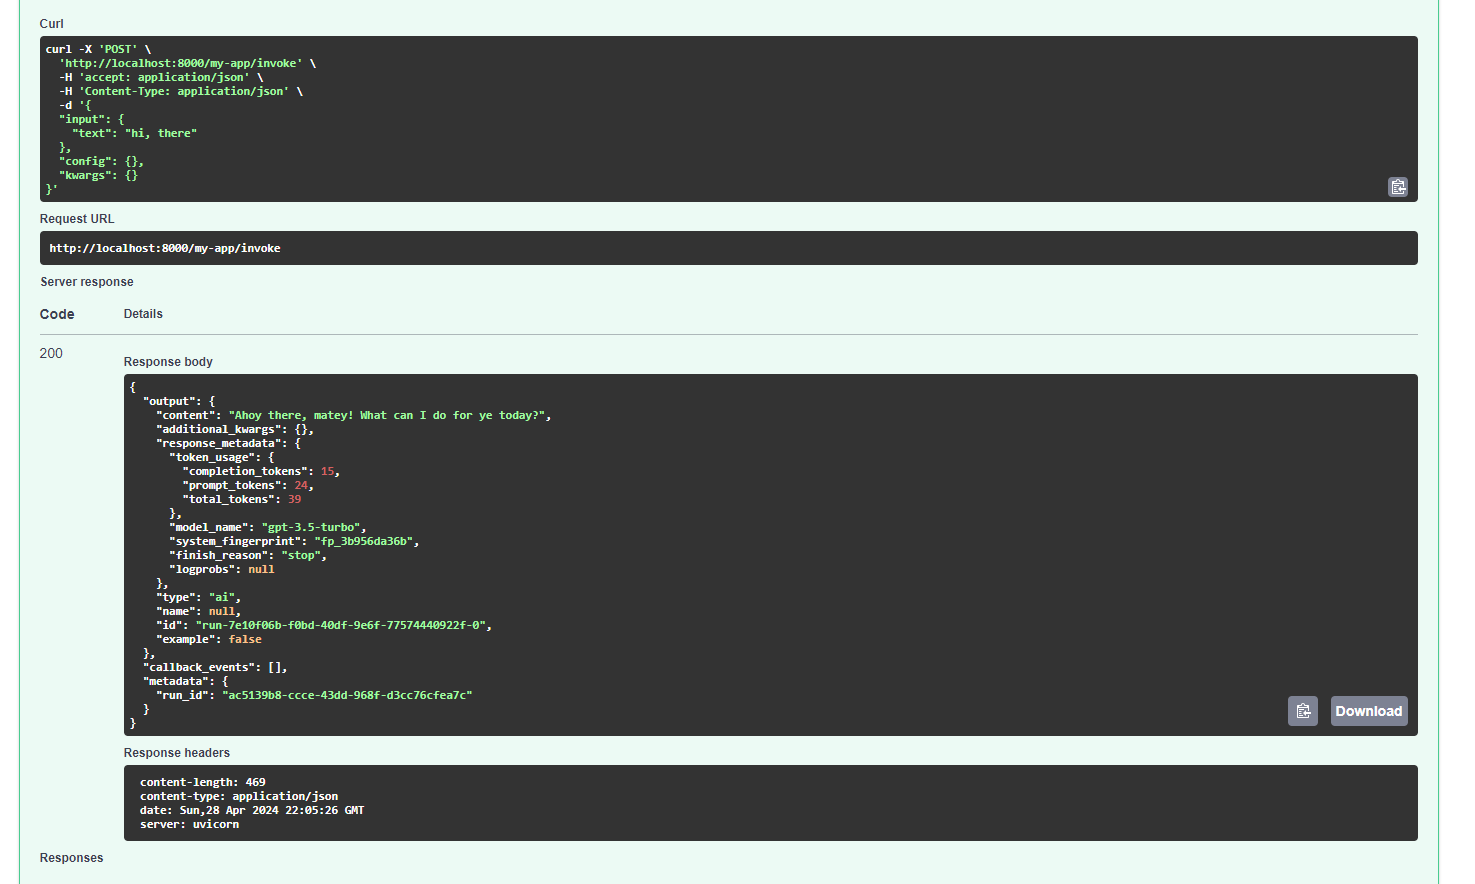 Curl
curl -X 'POST' \
  'http://localhost:8000/my-app/invoke' \
  -H 'accept: application/json' \
  -H 'Content-Type: application/json' \
  -d '{
  "input": {
    "text": "hi, there"
  },
  "config": {},
  "kwargs": {}
}'
Request URL
http://localhost:8000/my-app/invoke
Server response
Code Details
200
Response body
{
  "output": {
    "content": "Ahoy there, matey! What can I do for ye today?",
    "additional_kwargs": {},
    "response_metadata": {
      "token_usage": {
        "completion_tokens": 15,
        "prompt_tokens": 24,
        "total_tokens": 39
      },
      "model_name": "gpt-3.5-turbo",
      "system_fingerprint": "fp_3b956da36b",
      "finish_reason": "stop",
      "logprobs": null
    },
    "type": "ai",
    "name": null,
    "id": "run-7e10f06b-f0bd-40df-9e6f-77574440922f-0",
    "example": false
  },
  "callback_events": [],
  "metadata": {
    "run_id": "ac5139b8-ccce-43dd-968f-d3cc76cfea7c"
  }
}
Download
Response headers
content-length: 469
content-type: application/json
date: Sun,28 Apr 2024 22:05:26 GMT
server: uvicorn
Responses